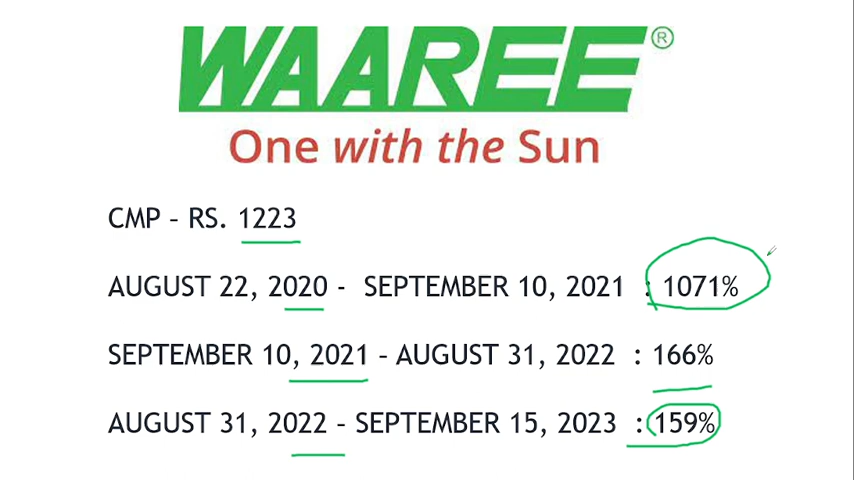 WAAREE®
One with the Sun
CMP – RS. 1223
AUGUST 22, 2020 - SEPTEMBER 10, 2021 : 1071%
SEPTEMBER 10, 2021 – AUGUST 31, 2022 : 166%
AUGUST 31, 2022 – SEPTEMBER 15, 2023 : 159%